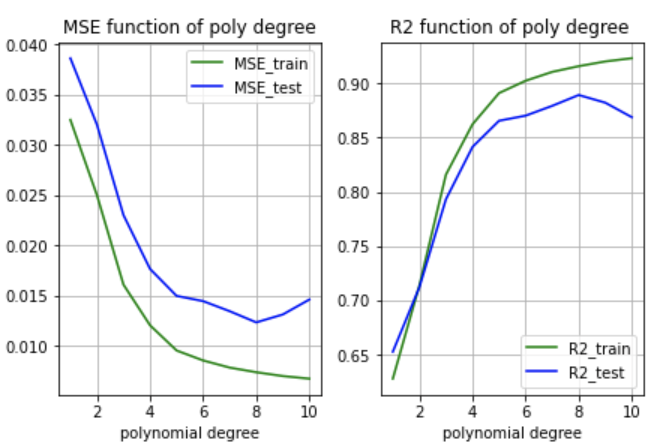 MSE function of poly degree
0.040
0.035
0.030
0.025
0.020
0.015
0.010
MSE_train
MSE_test
2 4 6 8 10
polynomial degree
R2 function of poly degree
0.90
0.85
0.80
0.75
0.70
0.65
R2_train
R2_test
2 4 6 8 10
polynomial degree